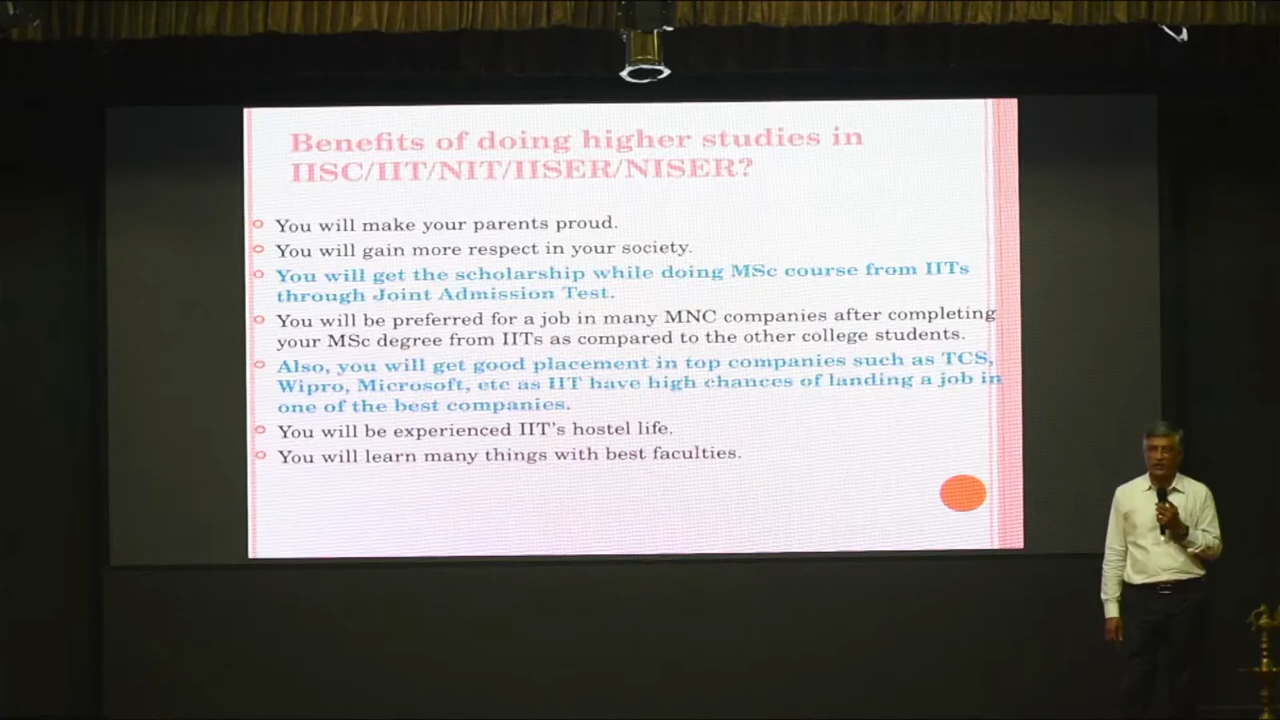 Benefits of doing higher studies in
IISC/IIT/NIT/IISER/NISER?
You will make your parents proud.
You will gain more respect in your society.
You will get the scholarship while doing MSc course from IITs
through Joint Admission Test.
You will be preferred for a job in many MNC companies after completing
your MSc degree from IITs as compared to the other college students.
Also, you will get good placement in top companies such as TCS,
Wipro, Microsoft, etc as IIT have high chances of landing a job in
one of the best companies.
You will be experienced IIT's hostel life.
You will learn many things with best faculties.